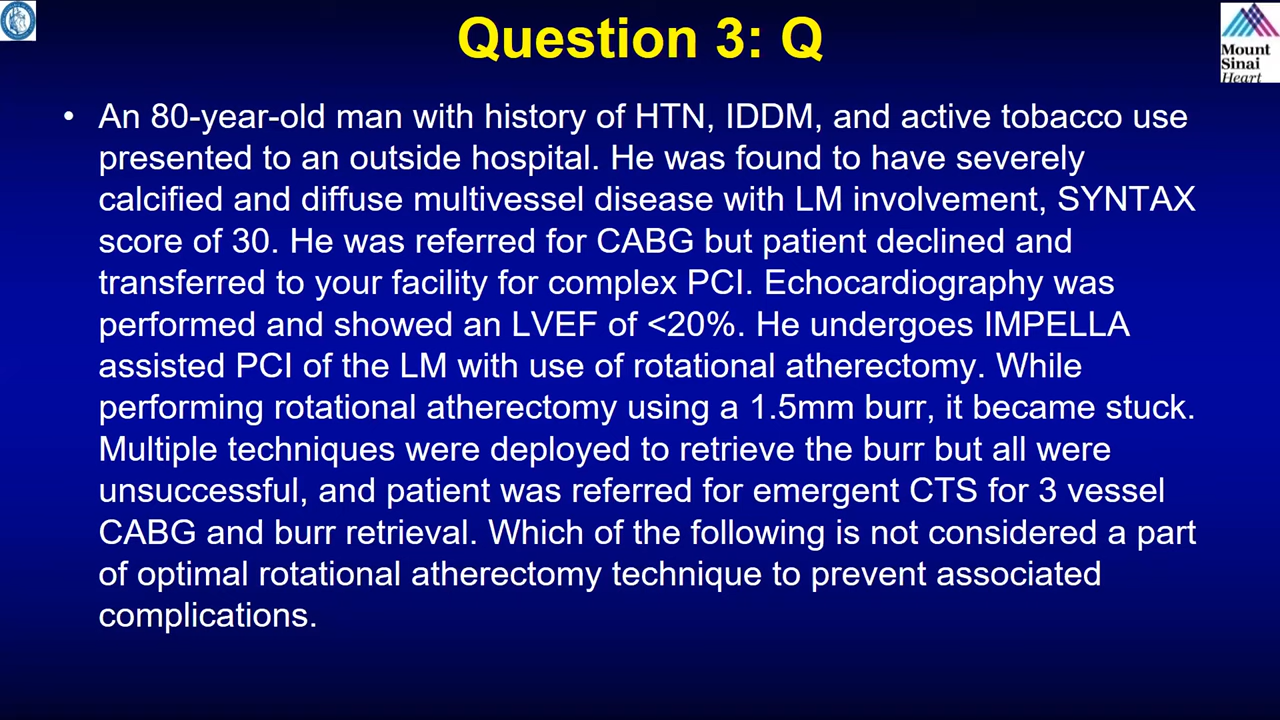 Question 3: Q
Mount
Sinai
Heart
• An 80-year-old man with history of HTN, IDDM, and active tobacco use
presented to an outside hospital. He was found to have severely
calcified and diffuse multivessel disease with LM involvement, SYNTAX
score of 30. He was referred for CABG but patient declined and
transferred to your facility for complex PCI. Echocardiography was
performed and showed an LVEF of <20%. He undergoes IMPELLA
assisted PCI of the LM with use of rotational atherectomy. While
performing rotational atherectomy using a 1.5mm burr, it became stuck.
Multiple techniques were deployed to retrieve the burr but all were
unsuccessful, and patient was referred for emergent CTS for 3 vessel
CABG and burr retrieval. Which of the following is not considered a part
of optimal rotational atherectomy technique to prevent associated
complications.